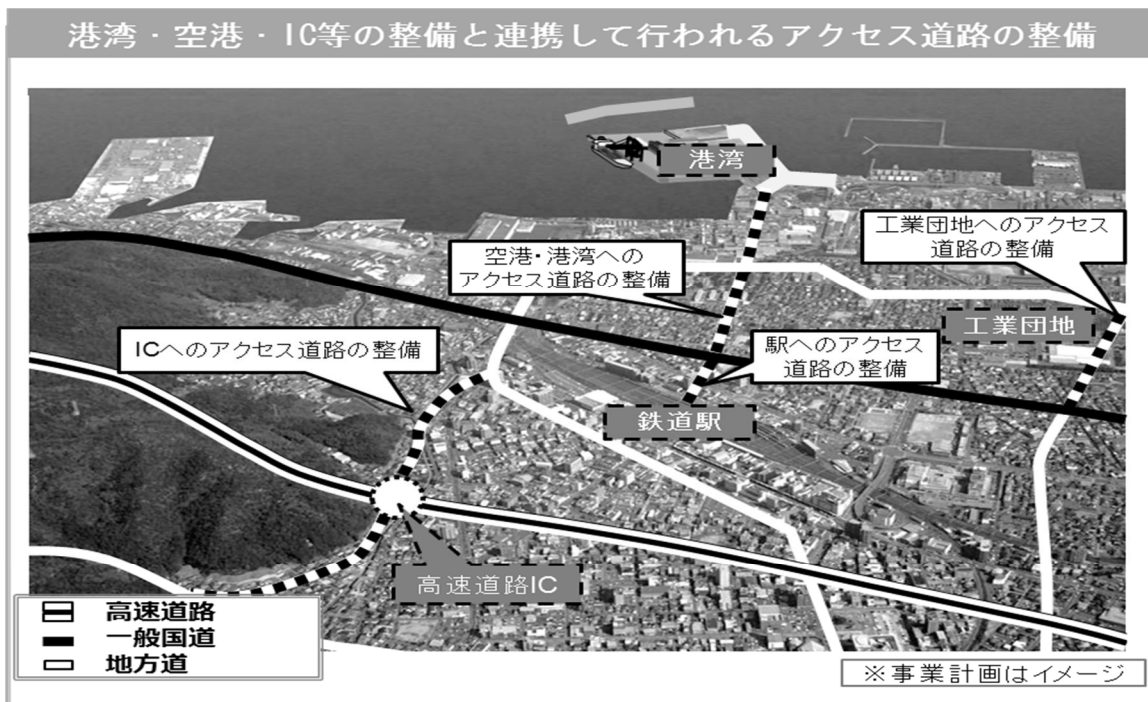 港湾・空港・IC等の整備と連携して行われるアクセス道路の整備
港湾
工業団地へのアクセス
道路の整備
空港・港湾への
アクセス道路の整備
工業団地
ICへのアクセス道路の整備
駅へのアクセス
道路の整備
鉄道駅
高速道路IC
高速道路
一般国道
地方道
※事業計画はイメージ